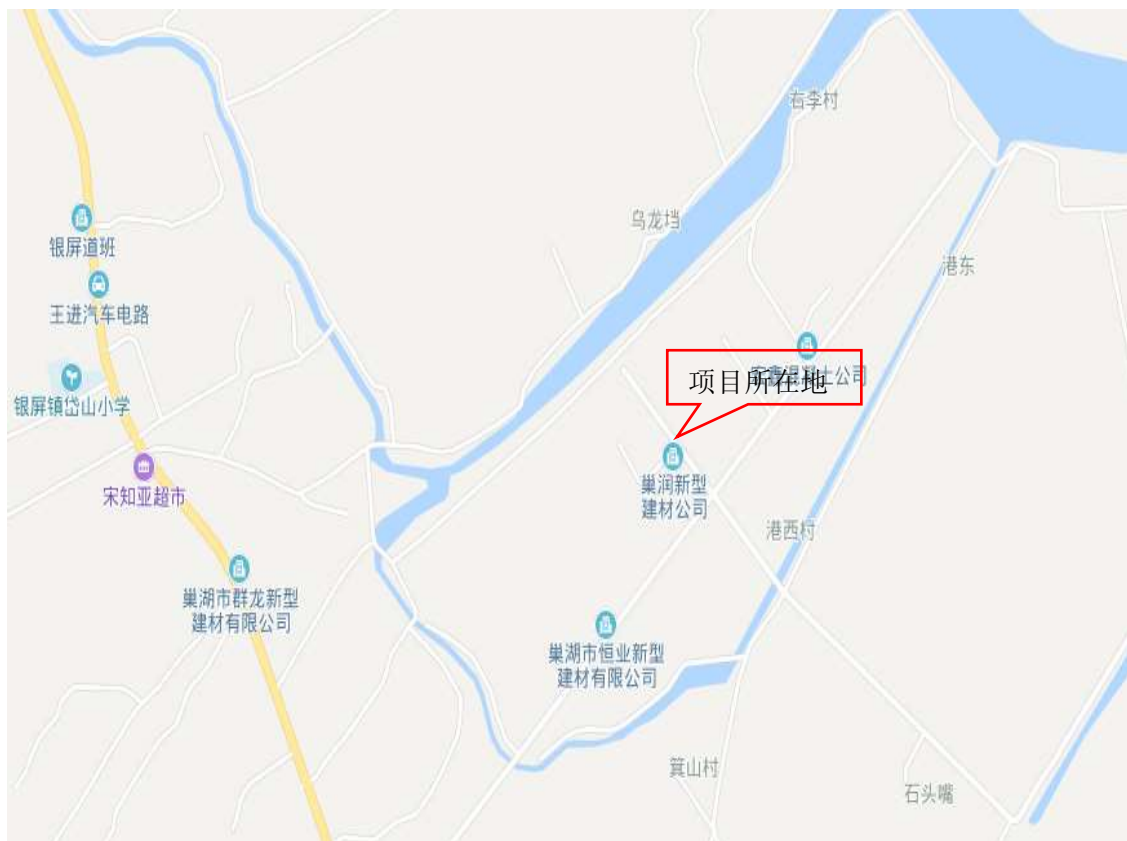 右李村
乌龙垱
银屏道班
港东
王进汽车电路
项目所在地
土公司
银屏镇岱山小学
巢润新型
建材公司
宋知亚超市
港西村
巢湖市群龙新型
建材有限公司
巢湖市恒业新型
建材有限公司
箕山村
石头嘴